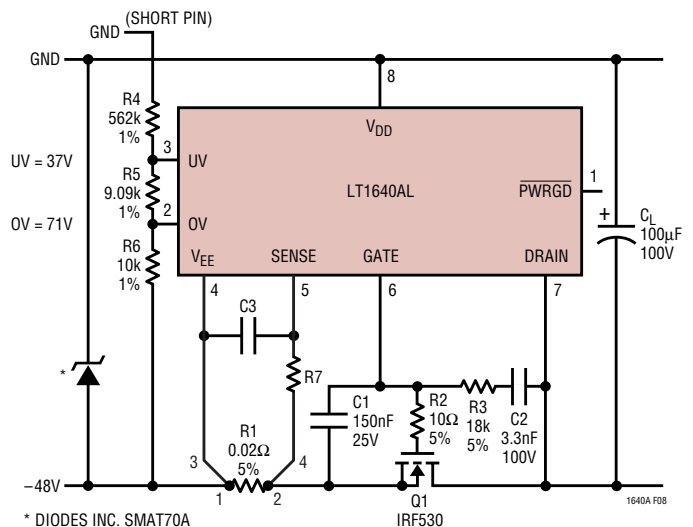 (SHORT PIN)
GND
GND
8
R4
562k
1%
VDD
3
UV
UV = 37V
R5
9.09k
1%
LT1640AL
PWRGD
1
2
OV
OV = 71V
R6
10k
1%
CL
100µF
100V
+
VEE
SENSE
GATE
DRAIN
4
5
6
7
C3
R7
*
C1
150nF
25V
R2
10Ω
5%
R3
18k
5%
C2
3.3nF
100V
R1
0.02Ω
5%
3
4
–48V
1
2
Q1
IRF530
1640A F08
* DIODES INC. SMAT70A